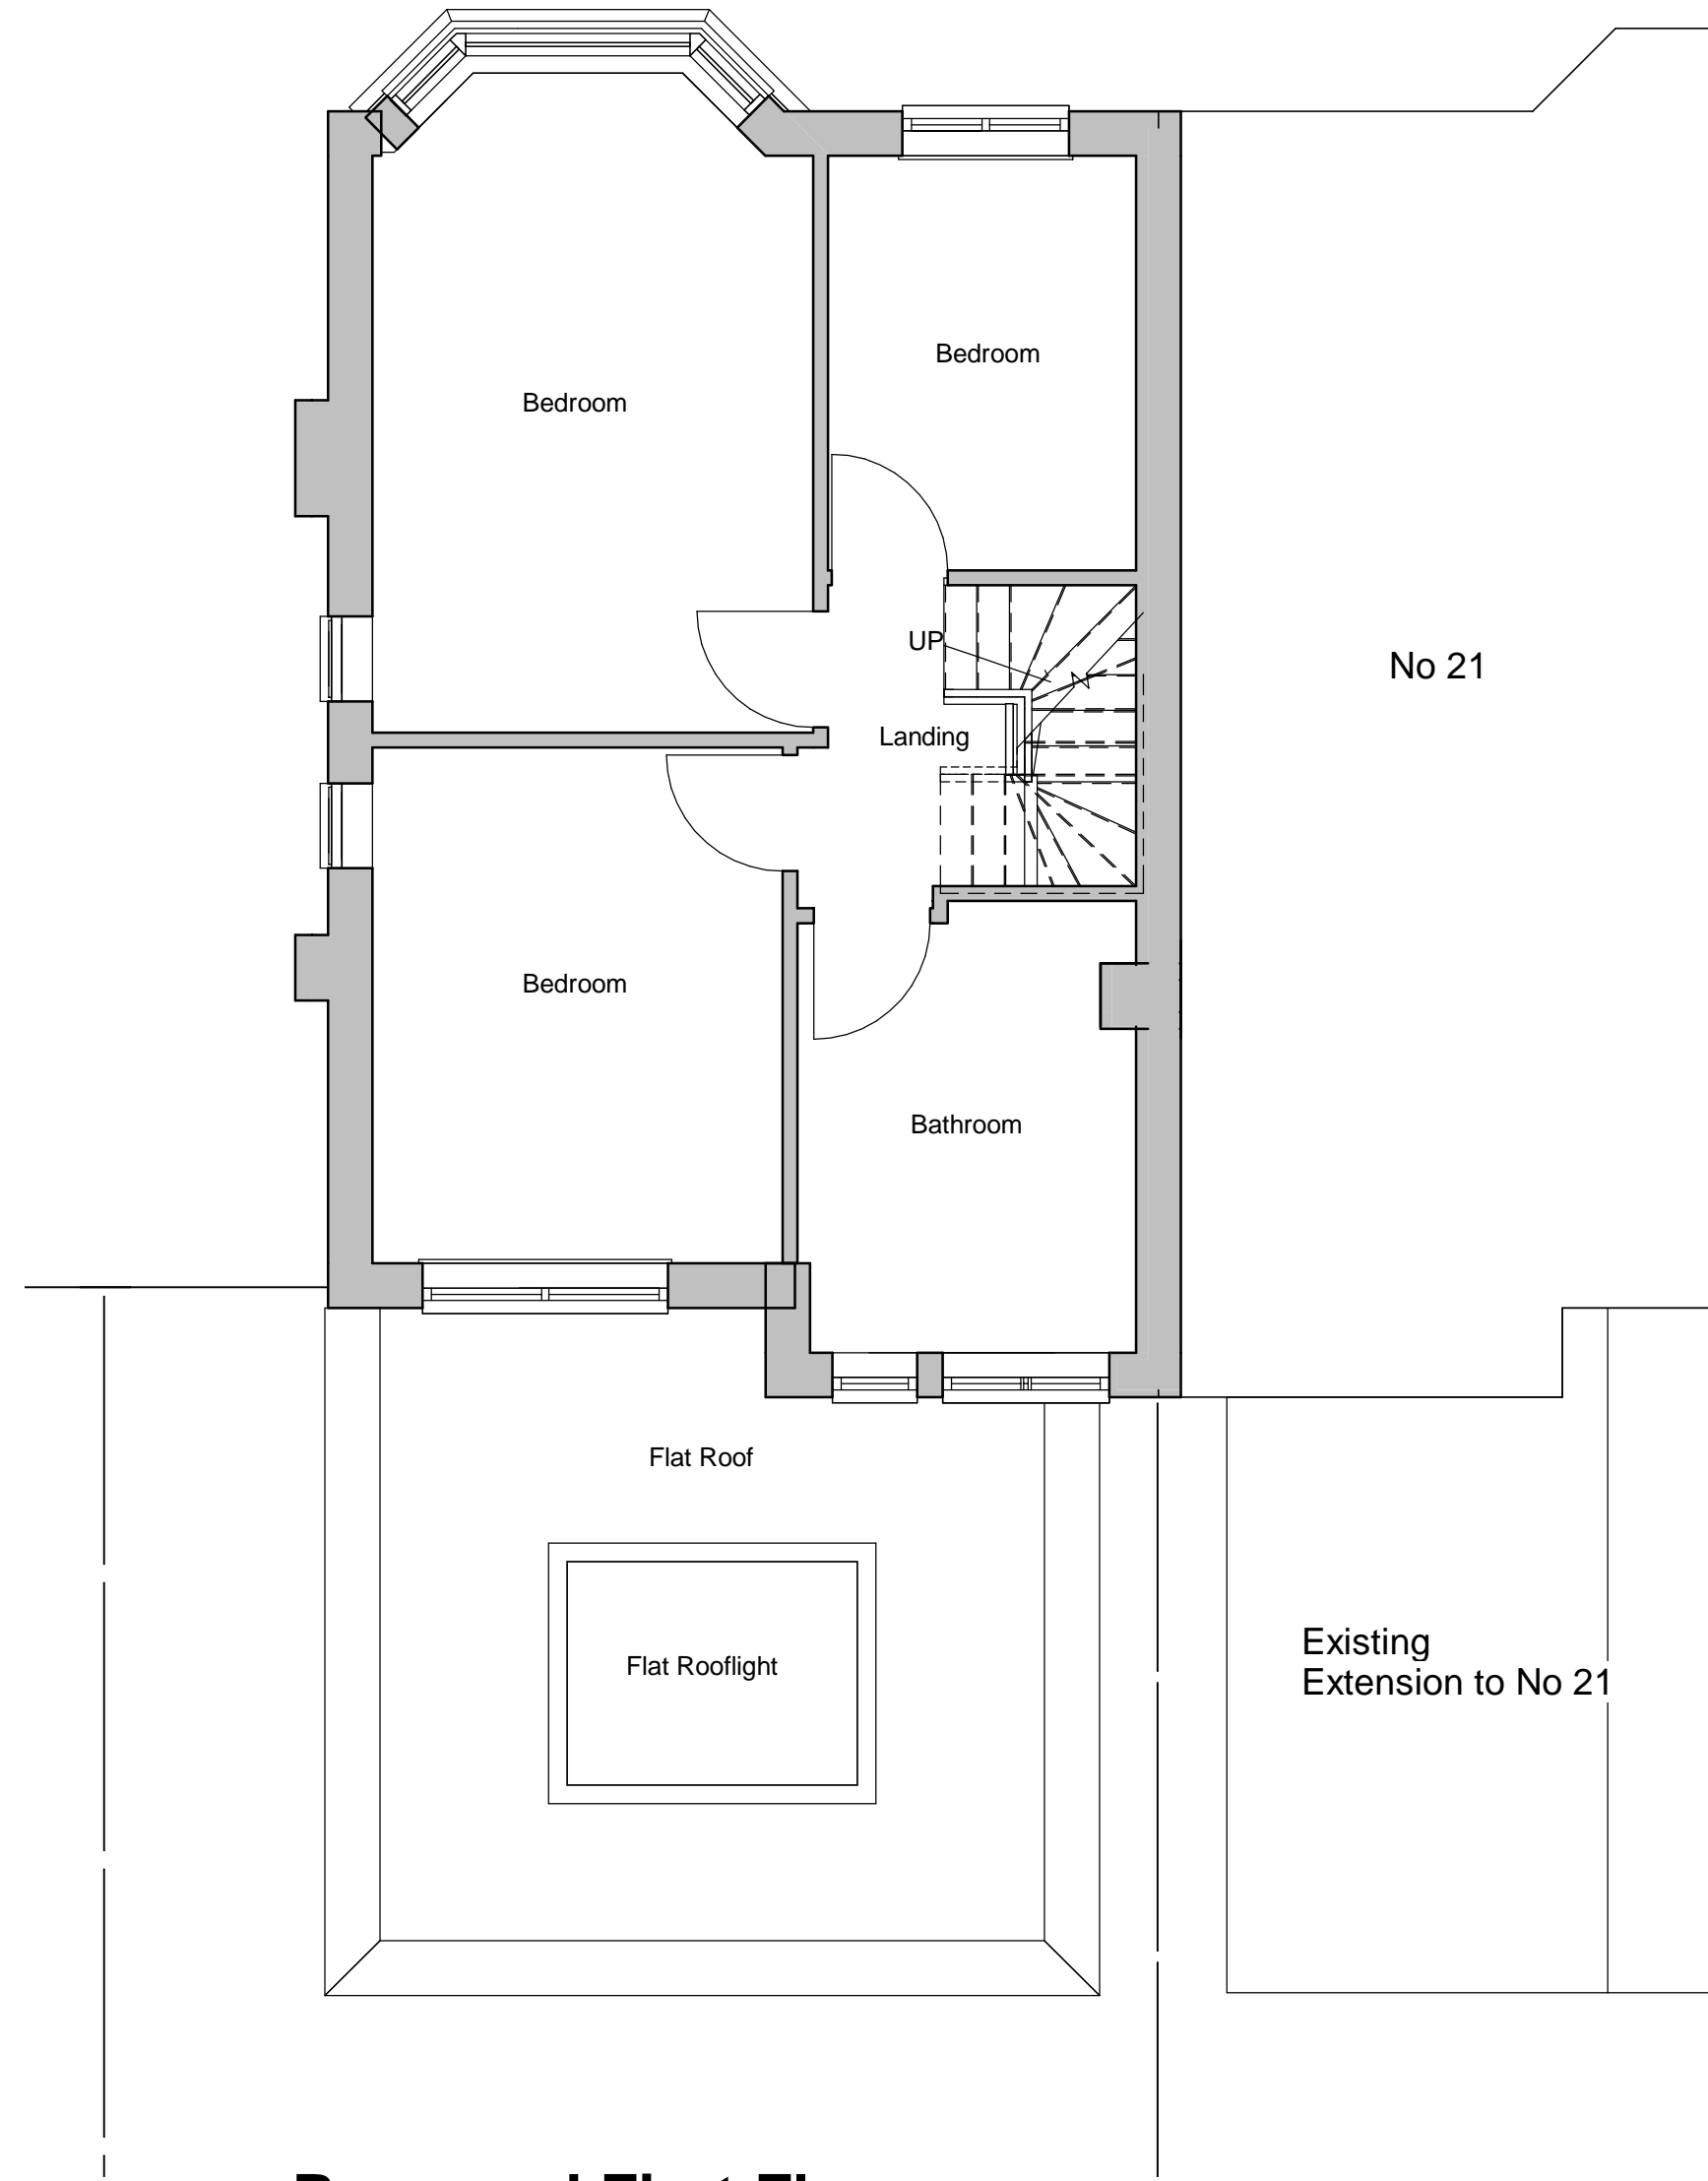 Bedroom
Bedroom
UP
No 21
Landing
Bedroom
Bathroom
Flat Roof
Existing
Extension to No 21
Flat Rooflight